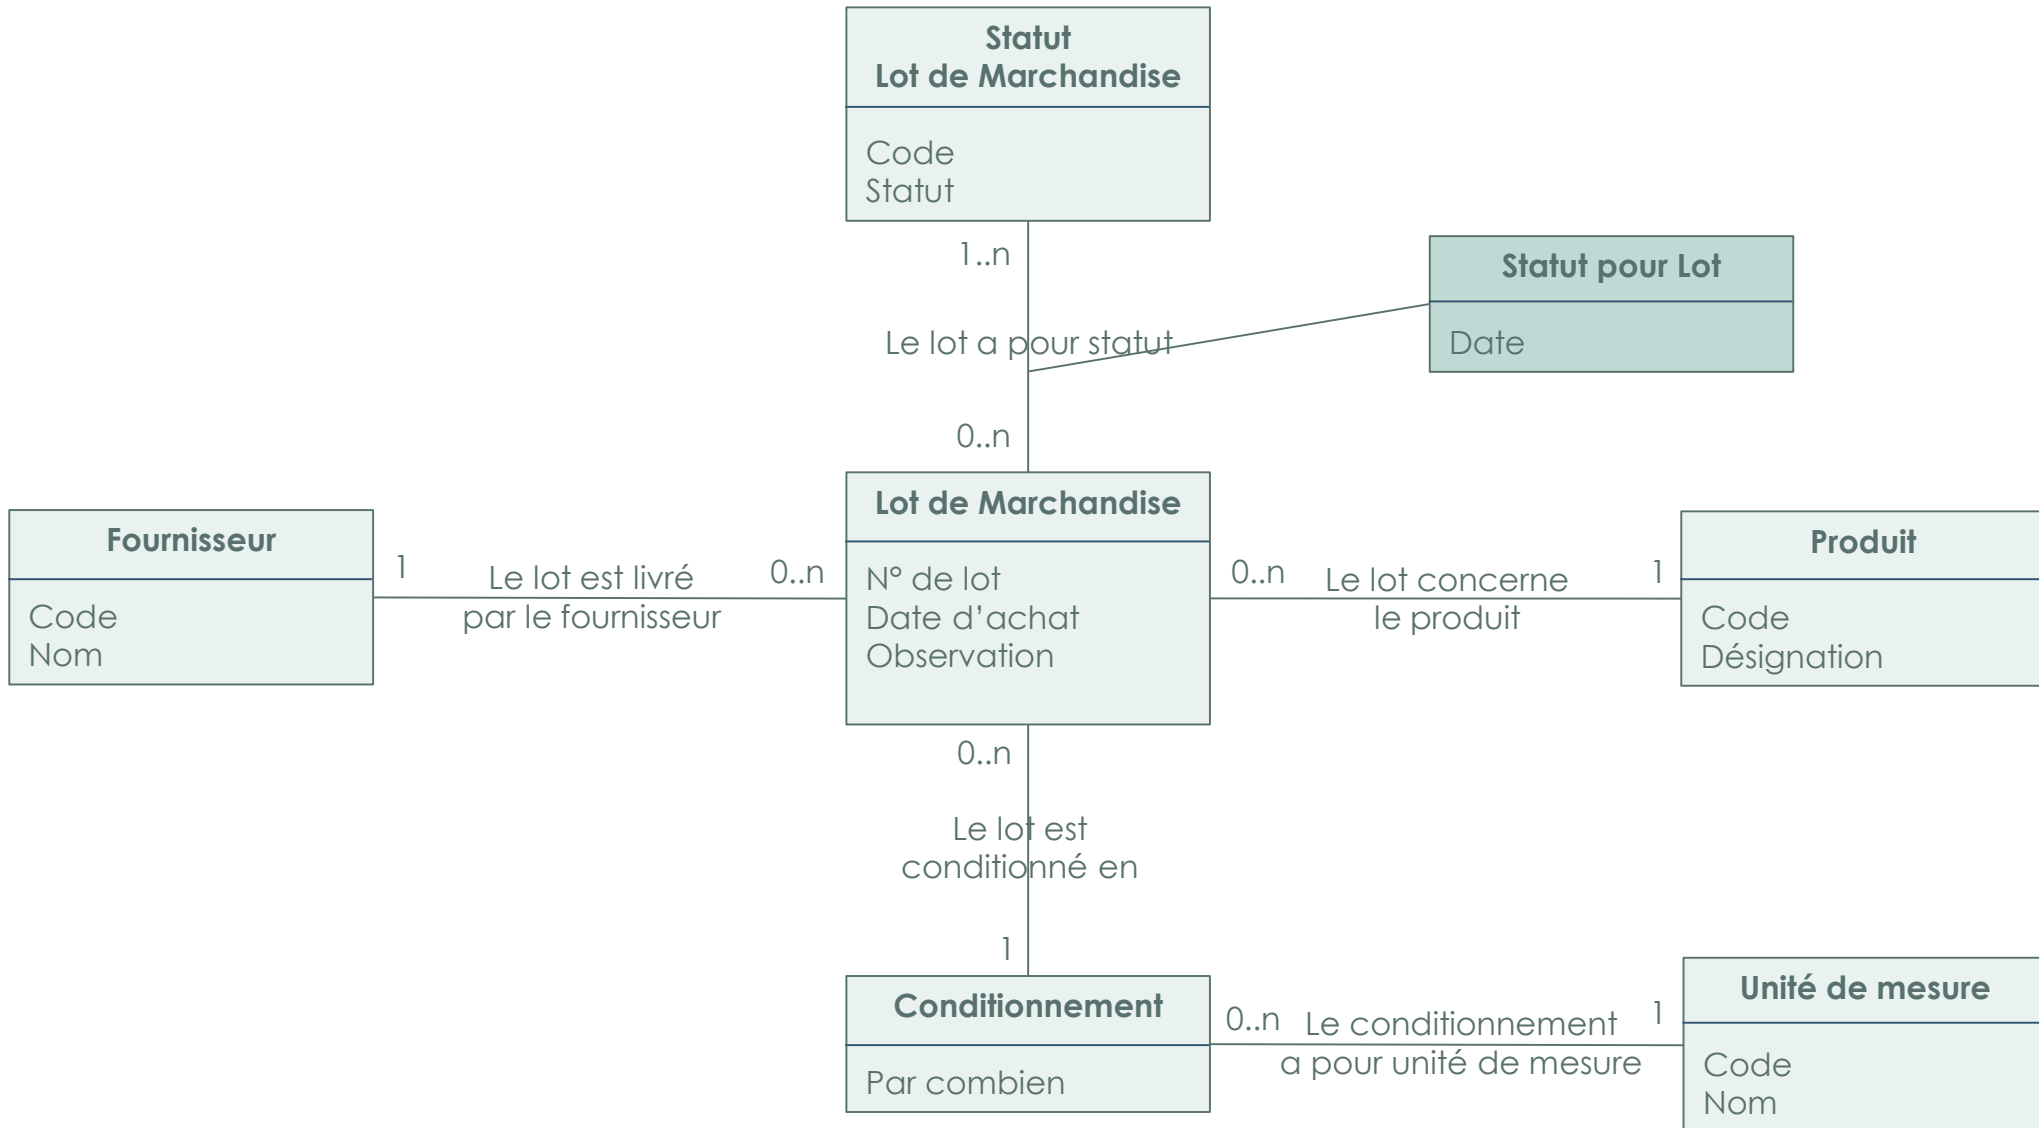 Statut
Lot de Marchandise
Code
Statut
1..n
Statut pour Lot
Date
Le lot a pour statut
0..n
Fournisseur
Code
Nom
1
Le lot est livré
par le fournisseur
0..n
Lot de Marchandise
N° de lot
Date d’achat
Observation
0..n
Le lot concerne
le produit
1
Produit
Code
Désignation
0..n
Le lot est
conditionné en
1
Conditionnement
Par combien
0..n
Le conditionnement
a pour unité de mesure
1
Unité de mesure
Code
Nom